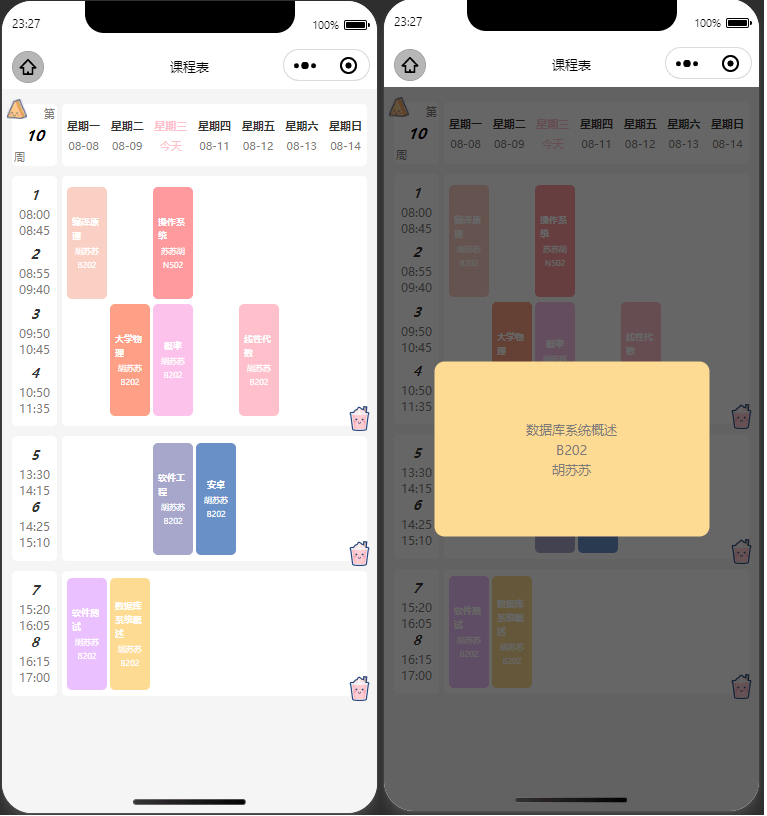 23:27
100%
课程表
第
10
周
星期一 星期二 星期三 星期四 星期五 星期六 星期日
08-08 08-09 今天 08-11 08-12 08-13 08-14
1
08:00
08:45
2
08:55
09:40
3
09:50
10:45
4
10:50
11:35
编译原
理
胡苏苏
B202
操作系
统
苏苏胡
N502
大学物
理
胡苏苏
B202
概率
胡苏苏
B202
线性代
数
胡苏苏
B202
5
13:30
14:15
6
14:25
15:10
软件工
程
胡苏苏
B202
安卓
胡苏苏
B202
7
15:20
16:05
8
16:15
17:00
软件测
试
胡苏苏
B202
数据库
系统概
述
胡苏苏
B202
23:27
100%
课程表
第
10
周
星期一 星期二 星期三 星期四 星期五 星期六 星期日
08-08 08-09 今天 08-11 08-12 08-13 08-14
1
08:00
08:45
2
08:55
09:40
3
09:50
10:45
4
10:50
11:35
编译原
理
胡苏苏
B202
操作系
统
苏苏胡
N502
大学物
理
概率
胡苏苏
线性代
数
数据库系统概述
B202
胡苏苏
5
13:30
14:15
6
14:25
15:10
7
15:20
16:05
8
16:15
17:00
软件测
试
胡苏苏
B202
数据库
系统概
述
胡苏苏
B202